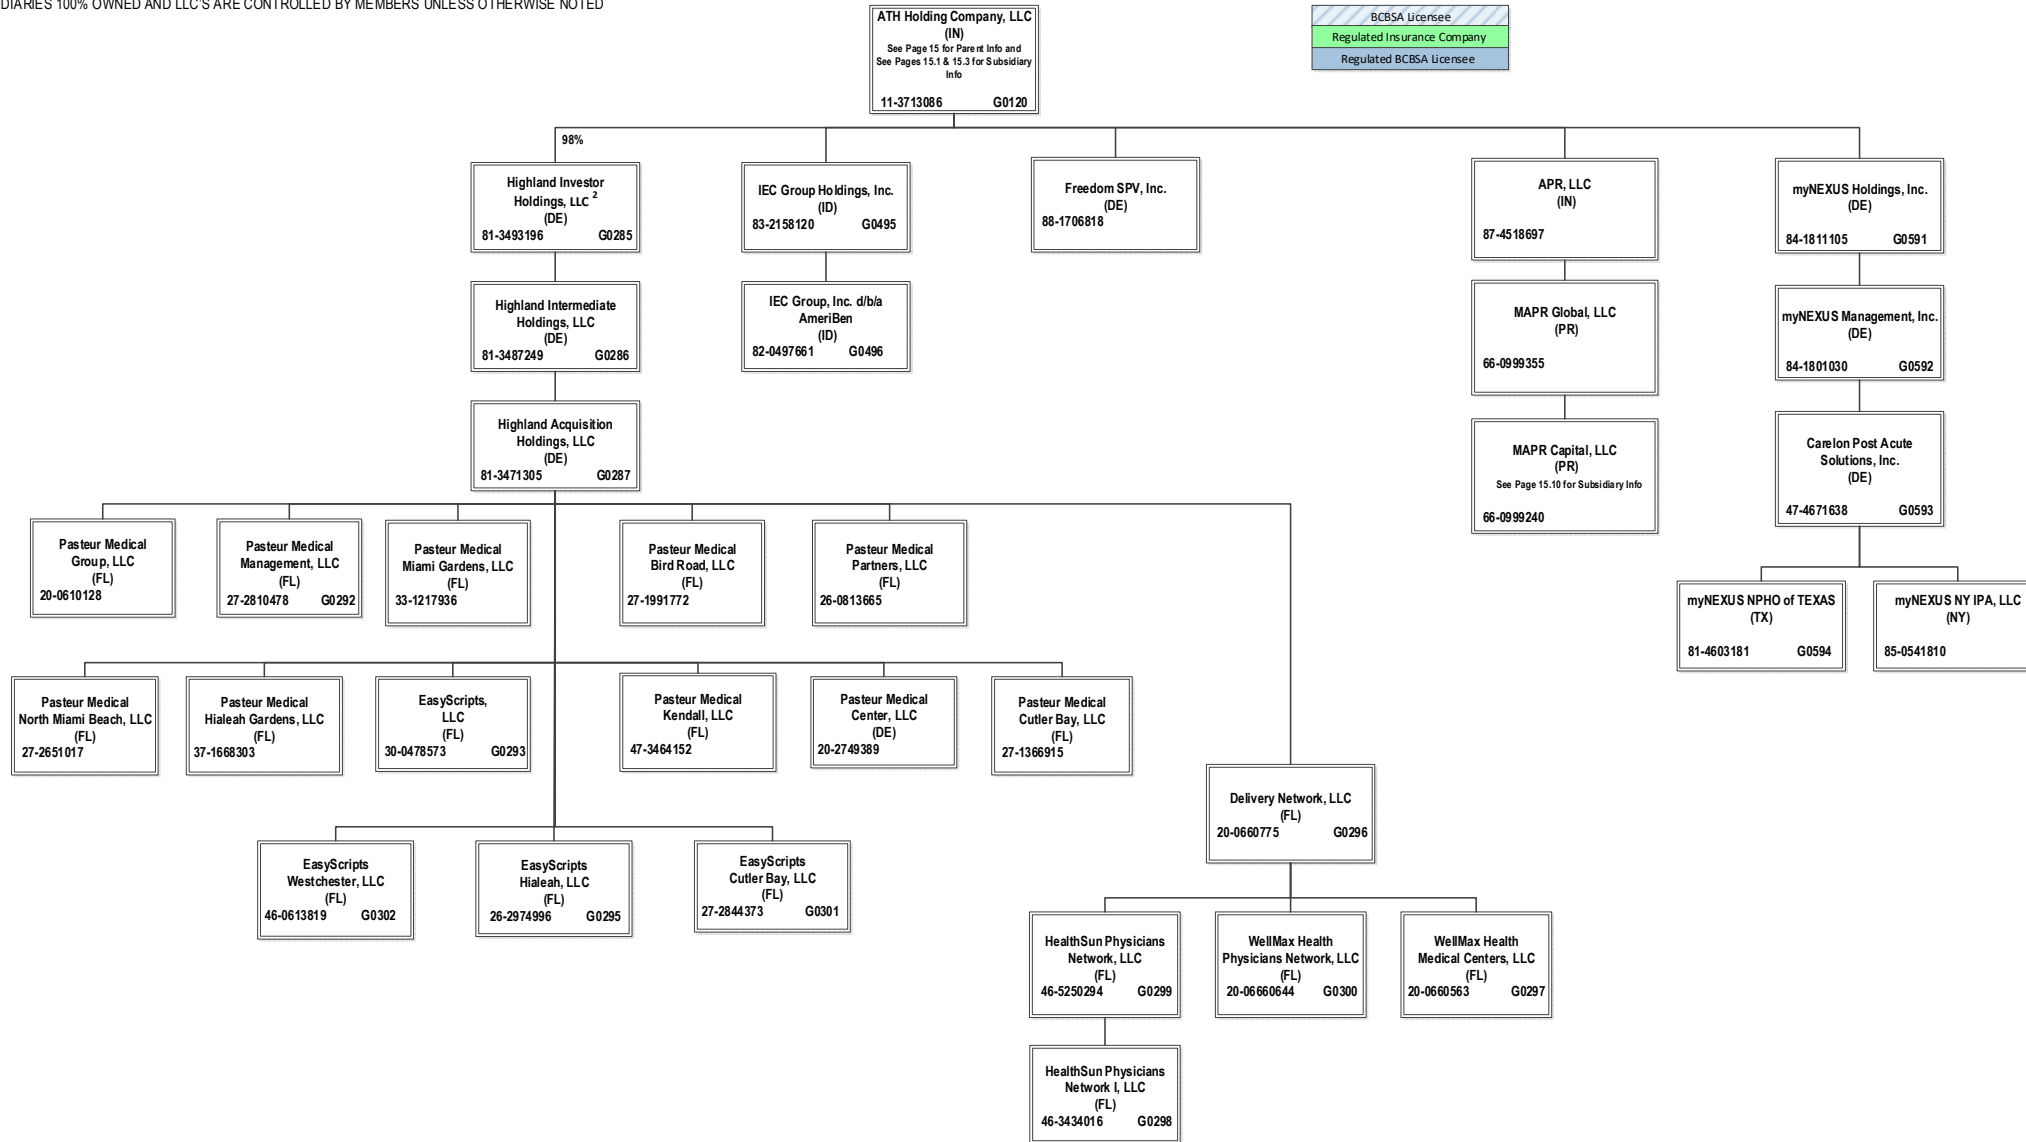 DIARIES 100% OWNED AND LLC'S ARE CONTROLLED BY MEMBERS UNLESS OTHERWISE NOTED
ATH Holding Company, LLC
(IN)
See Page 15 for Parent Info and
See Pages 15.1 & 15.3 for Subsidiary
Info
11-3713086 G0120
BCBSA Licensee
Regulated Insurance Company
Regulated BCBSA Licensee
98%
Highland Investor
Holdings, LLC 2
(DE)
81-3493196 G0285
IEC Group Holdings, Inc.
(ID)
83-2158120 G0495
Freedom SPV, Inc.
(DE)
88-1706818
APR, LLC
(IN)
87-4518697
myNEXUS Holdings, Inc.
(DE)
84-1811105 G0591
Highland Intermediate
Holdings, LLC
(DE)
81-3487249 G0286
IEC Group, Inc. d/b/a
AmeriBen
(ID)
82-0497661 G0496
MAPR Global, LLC
(PR)
66-0999355
myNEXUS Management, Inc.
(DE)
84-1801030 G0592
Highland Acquisition
Holdings, LLC
(DE)
81-3471305 G0287
MAPR Capital, LLC
(PR)
See Page 15.10 for Subsidiary Info
66-0999240
Carelon Post Acute
Solutions, Inc.
(DE)
47-4671638 G0593
Pasteur Medical
Group, LLC
(FL)
20-0610128
Pasteur Medical
Management, LLC
(FL)
27-2810478 G0292
Pasteur Medical
Miami Gardens, LLC
(FL)
33-1217936
Pasteur Medical
Bird Road, LLC
(FL)
27-1991772
Pasteur Medical
Partners, LLC
(FL)
26-0813665
myNEXUS NPHO of TEXAS
(TX)
81-4603181 G0594
myNEXUS NY IPA, LLC
(NY)
85-0541810
Pasteur Medical
North Miami Beach, LLC
(FL)
27-2651017
Pasteur Medical
Hialeah Gardens, LLC
(FL)
37-1668303
EasyScripts,
LLC
(FL)
30-0478573 G0293
Pasteur Medical
Kendall, LLC
(FL)
47-3464152
Pasteur Medical
Center, LLC
(DE)
20-2749389
Pasteur Medical
Cutler Bay, LLC
(FL)
27-1366915
Delivery Network, LLC
(FL)
20-0660775 G0296
EasyScripts
Westchester, LLC
(FL)
46-0613819 G0302
EasyScripts
Hialeah, LLC
(FL)
26-2974996 G0295
EasyScripts
Cutler Bay, LLC
(FL)
27-2844373 G0301
HealthSun Physicians
Network, LLC
(FL)
46-5250294 G0299
WellMax Health
Physicians Network, LLC
(FL)
20-06660644 G0300
WellMax Health
Medical Centers, LLC
(FL)
20-0660563 G0297
HealthSun Physicians
Network I, LLC
(FL)
46-3434016 G0298